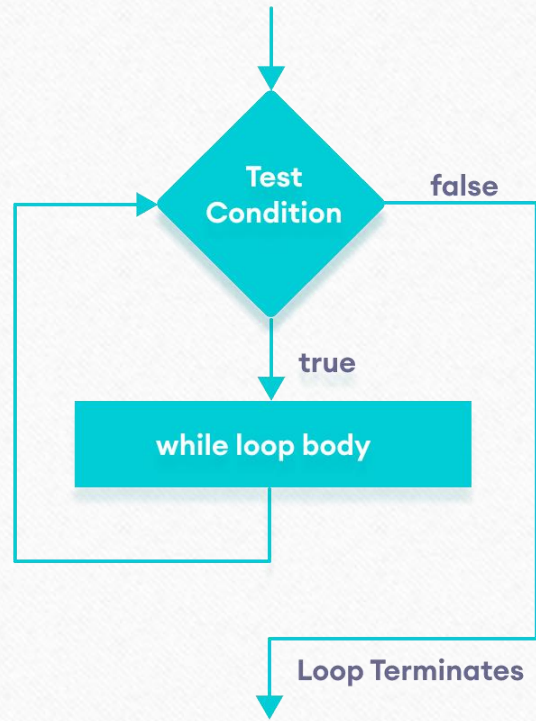 Test
Condition
false
true
while loop body
Loop Terminates